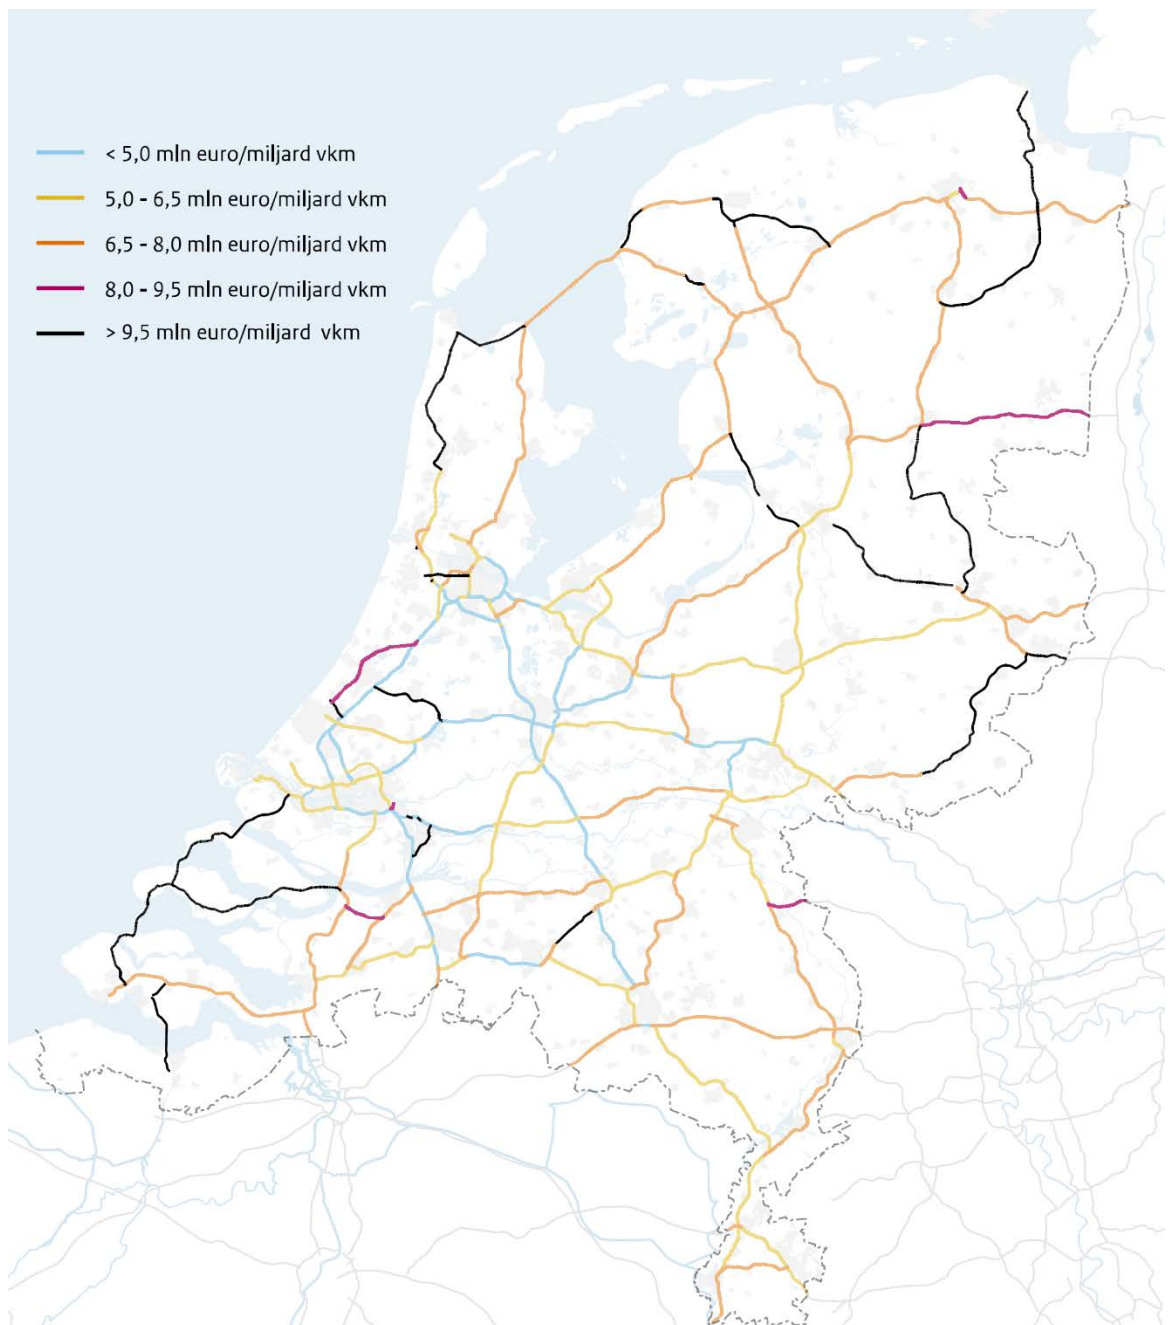 < 5,0 mln euro/miljard vkm
5,0 - 6,5 mln euro/miljard vkm
6,5 - 8,0 mln euro/miljard vkm
8,0 - 9,5 mln euro/miljard vkm
> 9,5 mln euro/miljard vkm